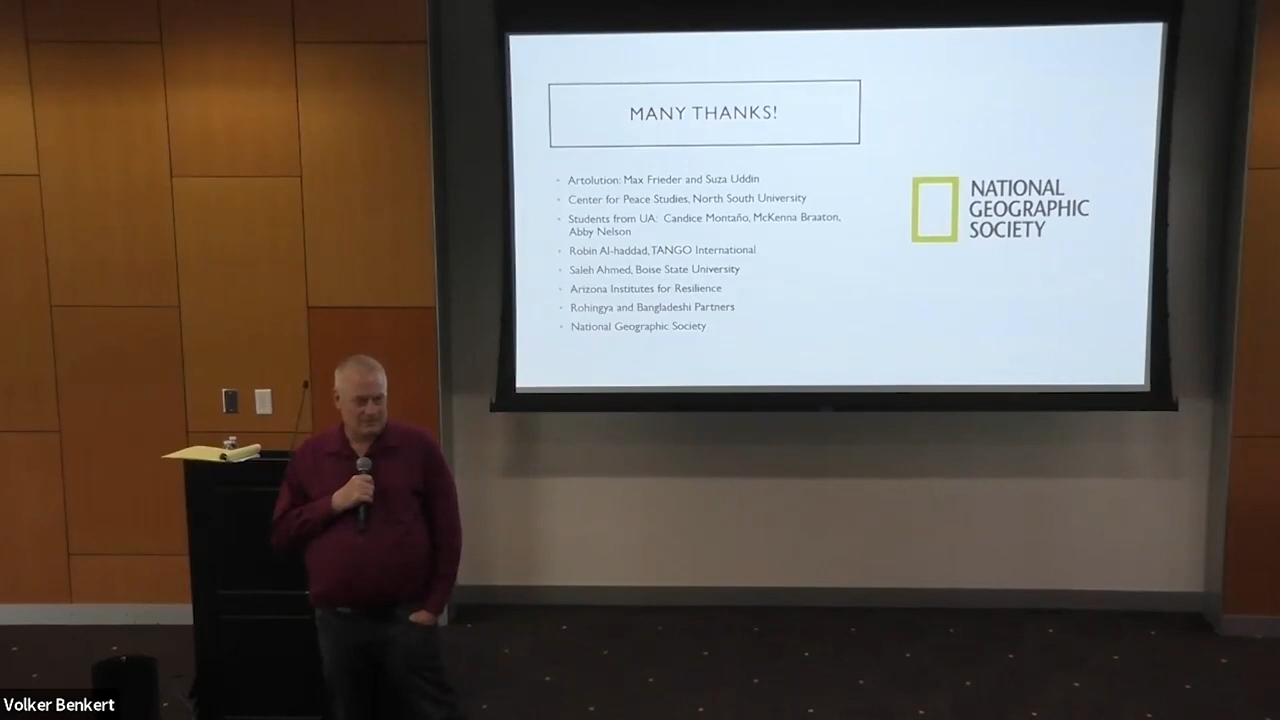 MANY THANKS!
• Artolution: Max Frieder and Suza Uddin
• Center for Peace Studies, North South University
• Students from UA: Candice Montaño, McKenna Braaton,
Abby Nelson
• Robin Al-haddad, TANGO International
• Saleh Ahmed, Boise State University
• Arizona Institutes for Resilience
• Rohingya and Bangladeshi Partners
• National Geographic Society
NATIONAL
GEOGRAPHIC
SOCIETY
Volker Benkert